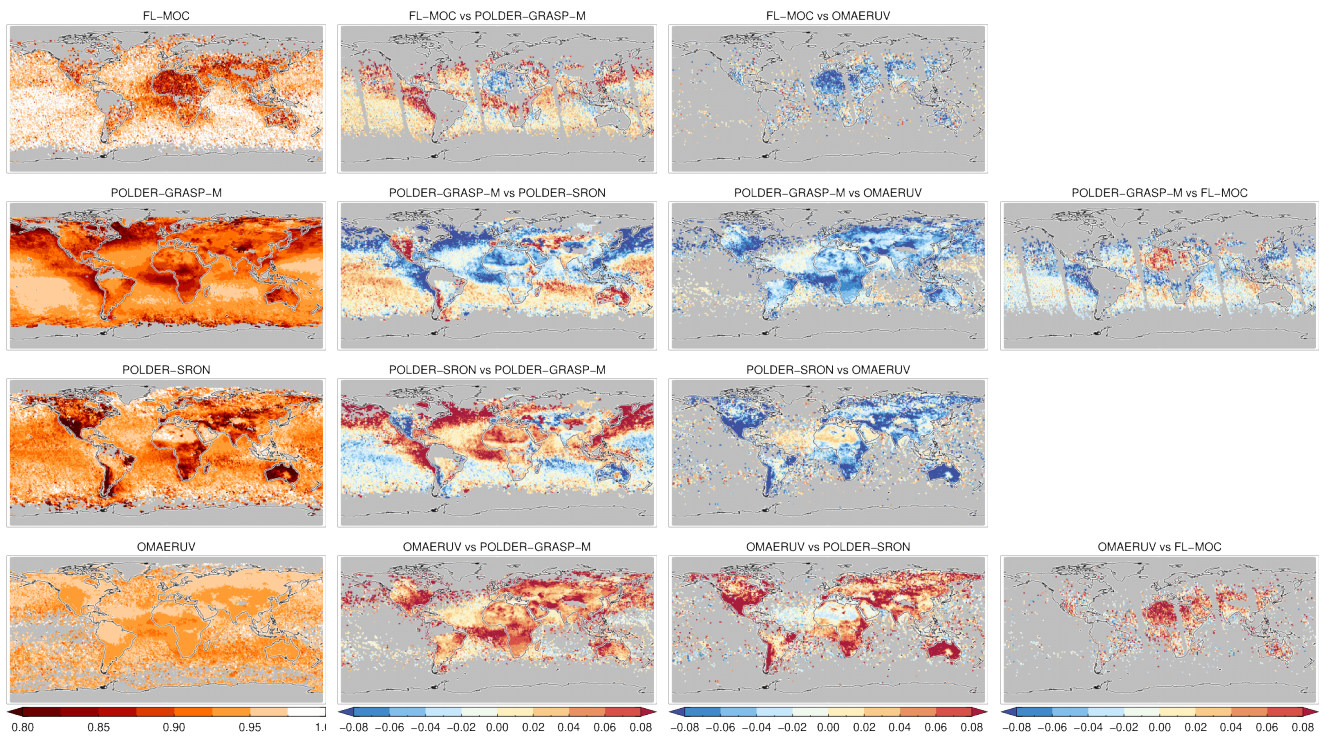 FL−MOC
FL−MOC vs POLDER−GRASP−M
FL−MOC vs OMAERUV
POLDER−GRASP−M
POLDER−GRASP−M vs POLDER−SRON
POLDER−GRASP−M vs OMAERUV
POLDER−GRASP−M vs FL−MOC
POLDER−SRON
POLDER−SRON vs POLDER−GRASP−M
POLDER−SRON vs OMAERUV
OMAERUV
OMAERUV vs POLDER−GRASP−M
OMAERUV vs POLDER−SRON
OMAERUV vs FL−MOC
0.80 0.85 0.90 0.95 1.(
−0.08 −0.06 −0.04 −0.02 0.00 0.02 0.04 0.06 0.08
−0.08 −0.06 −0.04 −0.02 0.00 0.02 0.04 0.06 0.08
−0.08 −0.06 −0.04 −0.02 0.00 0.02 0.04 0.06 0.08